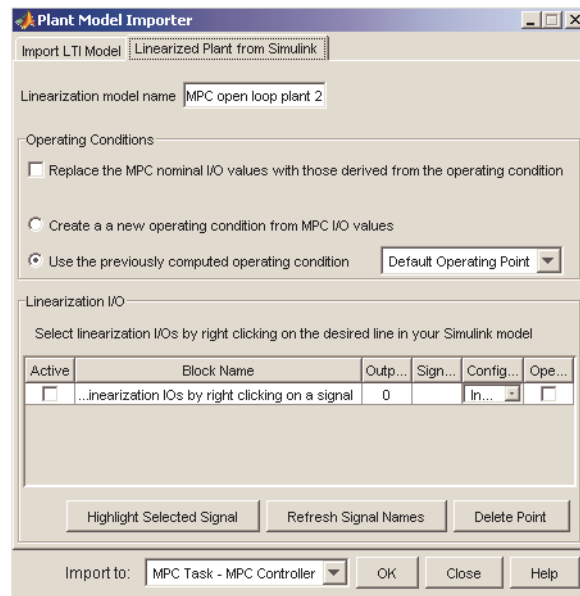 Plant Model Importer
Import LTI Model Linearized Plant from Simulink
Linearization model name MPC open loop plant 2
Operating Conditions
Replace the MPC nominal I/O values with those derived from the operating condition
Create a a new operating condition from MPC I/O values
Use the previously computed operating condition Default Operating Point
Linearization I/O
Select linearization I/Os by right clicking on the desired line in your Simulink model
Active Block Name Outp... Sign... Config... Ope...
...inearization IOs by right clicking on a signal 0 In...
Highlight Selected Signal Refresh Signal Names Delete Point
Import to: MPC Task - MPC Controller OK Close Help